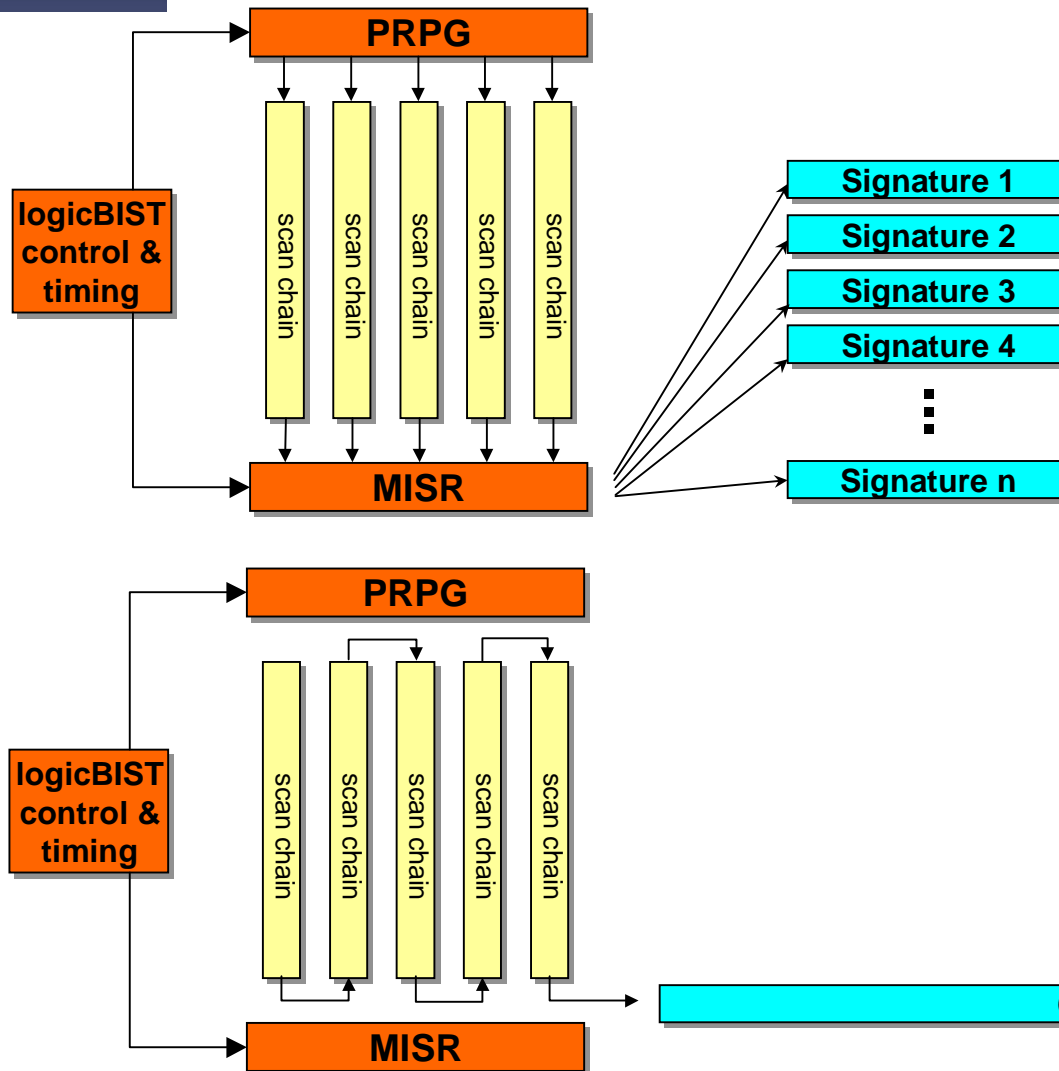 PRPG
scan chain
scan chain
scan chain
scan chain
scan chain
logicBIST
control &
timing
MISR
Signature 1
Signature 2
Signature 3
Signature 4
Signature n
PRPG
scan chain
scan chain
scan chain
scan chain
scan chain
logicBIST
control &
timing
MISR